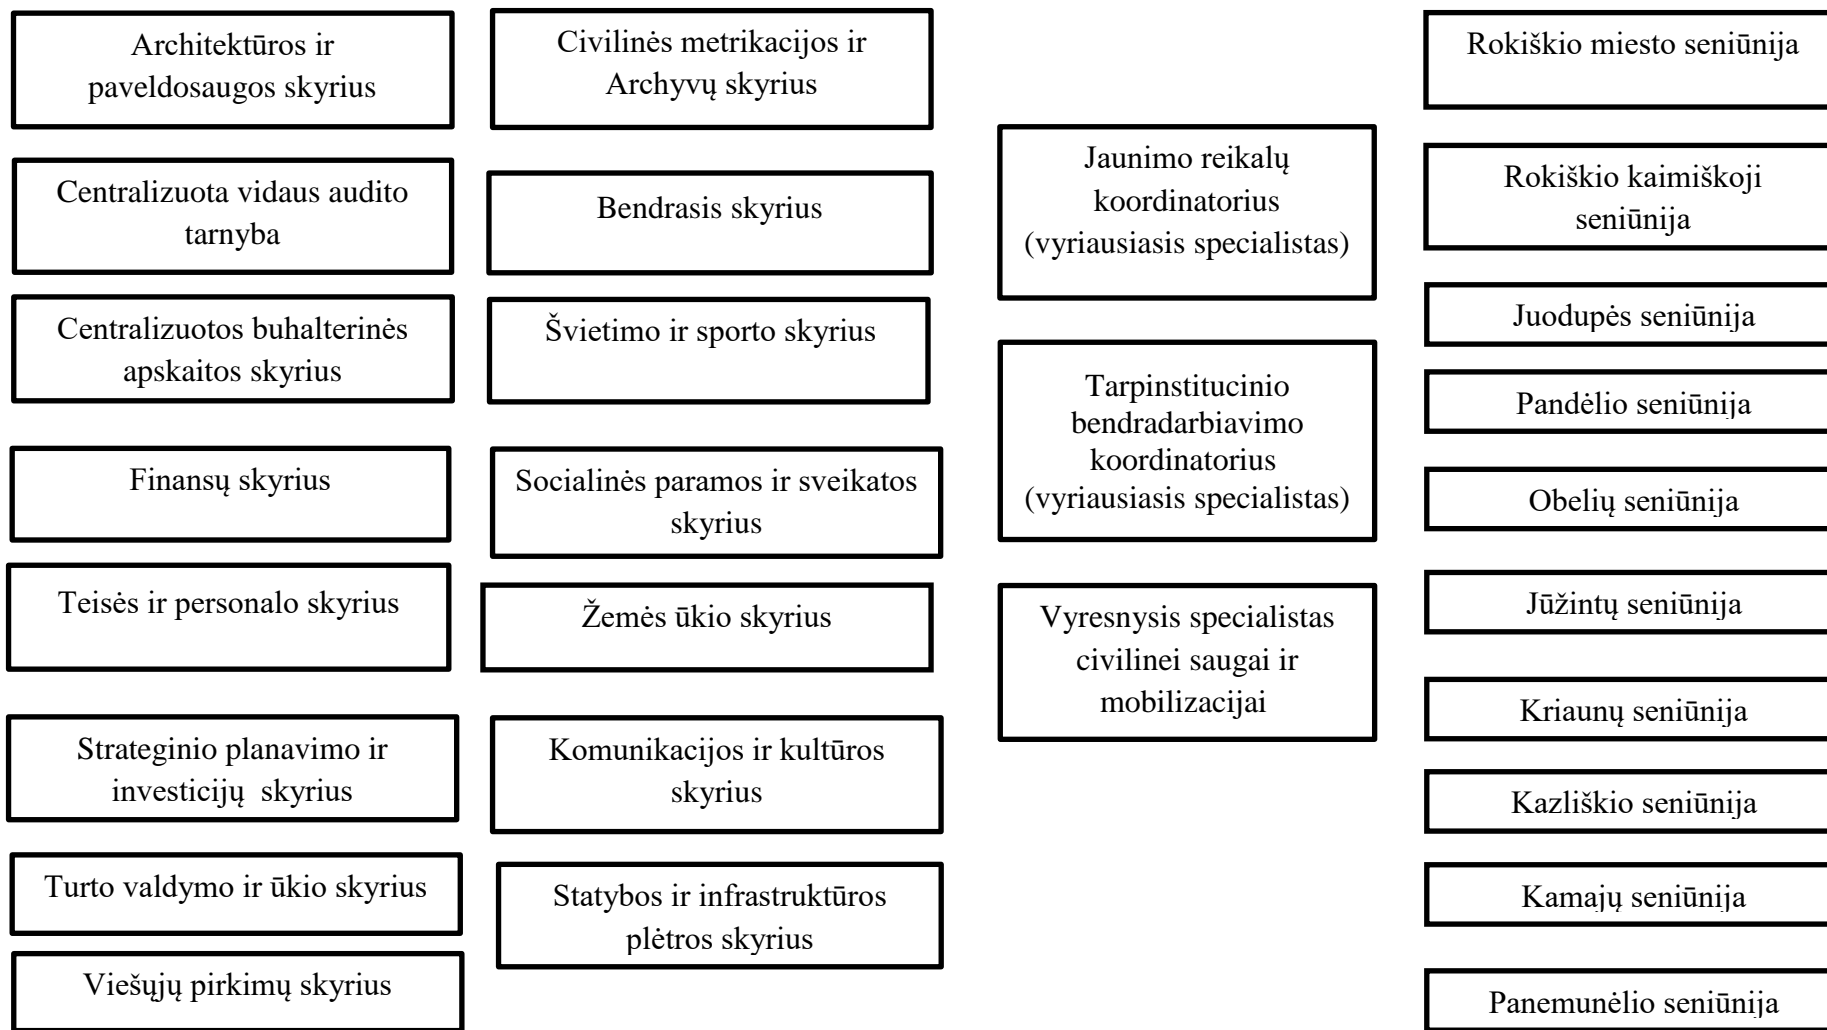 Architektūros ir
paveldosaugos skyrius
Centralizuota vidaus audito
tarnyba
Centralizuotos buhalterinės
apskaitos skyrius
Finansų skyrius
Teisės ir personalo skyrius
Strateginio planavimo ir
investicijų skyrius
Turto valdymo ir ūkio skyrius
Viešųjų pirkimų skyrius
Civilinės metrikacijos ir
Archyvų skyrius
Bendrasis skyrius
Švietimo ir sporto skyrius
Socialinės paramos ir sveikatos
skyrius
Žemės ūkio skyrius
Komunikacijos ir kultūros
skyrius
Statybos ir infrastruktūros
plėtros skyrius
Jaunimo reikalų
koordinatorius
(vyriausiasis specialistas)
Tarpinstitucinio
bendradarbiavimo
koordinatorius
(vyriausiasis specialistas)
Vyresnysis specialistas
civilinei saugai ir
mobilizacijai
Rokiškio miesto seniūnija
Rokiškio kaimiškoji
seniūnija
Juodupės seniūnija
Pandėlio seniūnija
Obelių seniūnija
Jūžintų seniūnija
Kriaunų seniūnija
Kazliškio seniūnija
Kamajų seniūnija
Panemunėlio seniūnija